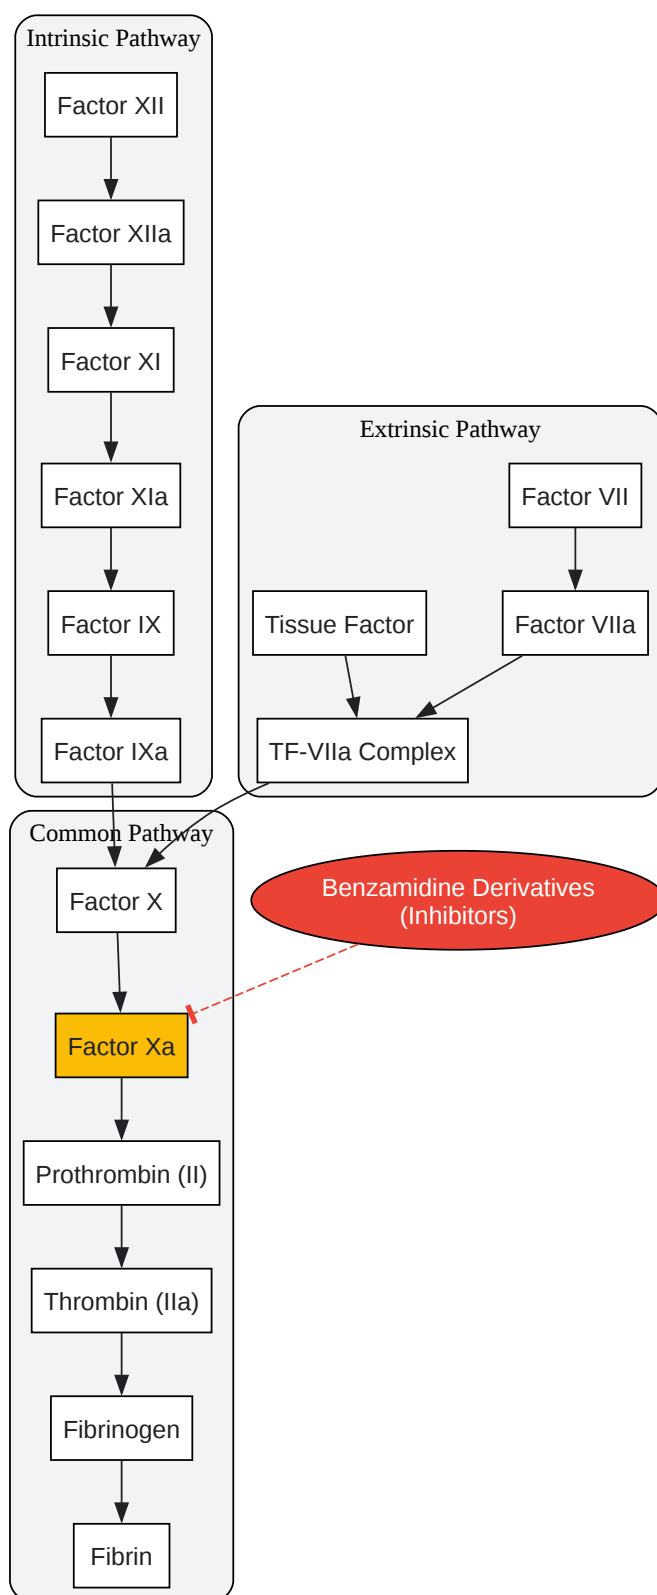 Intrinsic Pathway
Factor XII
Factor XIIa
Factor XI
Factor XIa
Factor IX
Factor IXa
Extrinsic Pathway
Factor VII
Tissue Factor
Factor VIIa
TF-VIIa Complex
Common Pathway
Factor X
Benzamidine Derivatives
(Inhibitors)
Factor Xa
Prothrombin (II)
Thrombin (IIa)
Fibrinogen
Fibrin